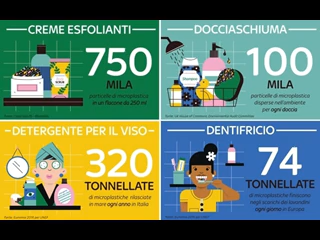 CREME ESFOLIANTI
750
MILA
particelle di microplastica
in un flacone da 250 ml
DOCCIASCHIUMA
100
MILA
particelle di microplastica
disperse nell'ambiente
per ogni doccia
DETERGENTE PER IL VISO
320
TONNELLATE
di microplastiche rilasciate
in mare ogni anno in Italia
DENTIFRICIO
74
TONNELLATE
di microplastiche finiscono
negli scarichi dei lavandini
ogni giorno in Europa